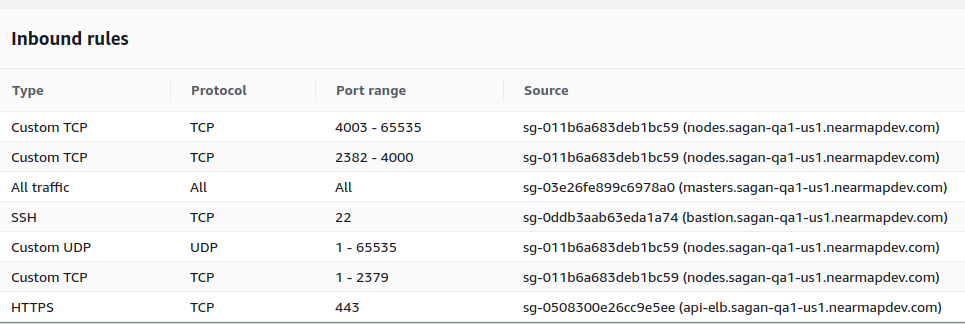 Inbound rules
Type Protocol Port range Source
Custom TCP TCP 4003 - 65535 sg-011b6a683deb1bc59 (nodes.sagan-qa1-us1.nearmapdev.com)
Custom TCP TCP 2382 - 4000 sg-011b6a683deb1bc59 (nodes.sagan-qa1-us1.nearmapdev.com)
All traffic All All sg-03e26fe899c6978a0 (masters.sagan-qa1-us1.nearmapdev.com)
SSH TCP 22 sg-0ddb3aab63eda1a74 (bastion.sagan-qa1-us1.nearmapdev.com)
Custom UDP UDP 1 - 65535 sg-011b6a683deb1bc59 (nodes.sagan-qa1-us1.nearmapdev.com)
Custom TCP TCP 1 - 2379 sg-011b6a683deb1bc59 (nodes.sagan-qa1-us1.nearmapdev.com)
HTTPS TCP 443 sg-0508300e26cc9e5ee (api-elb.sagan-qa1-us1.nearmapdev.com)